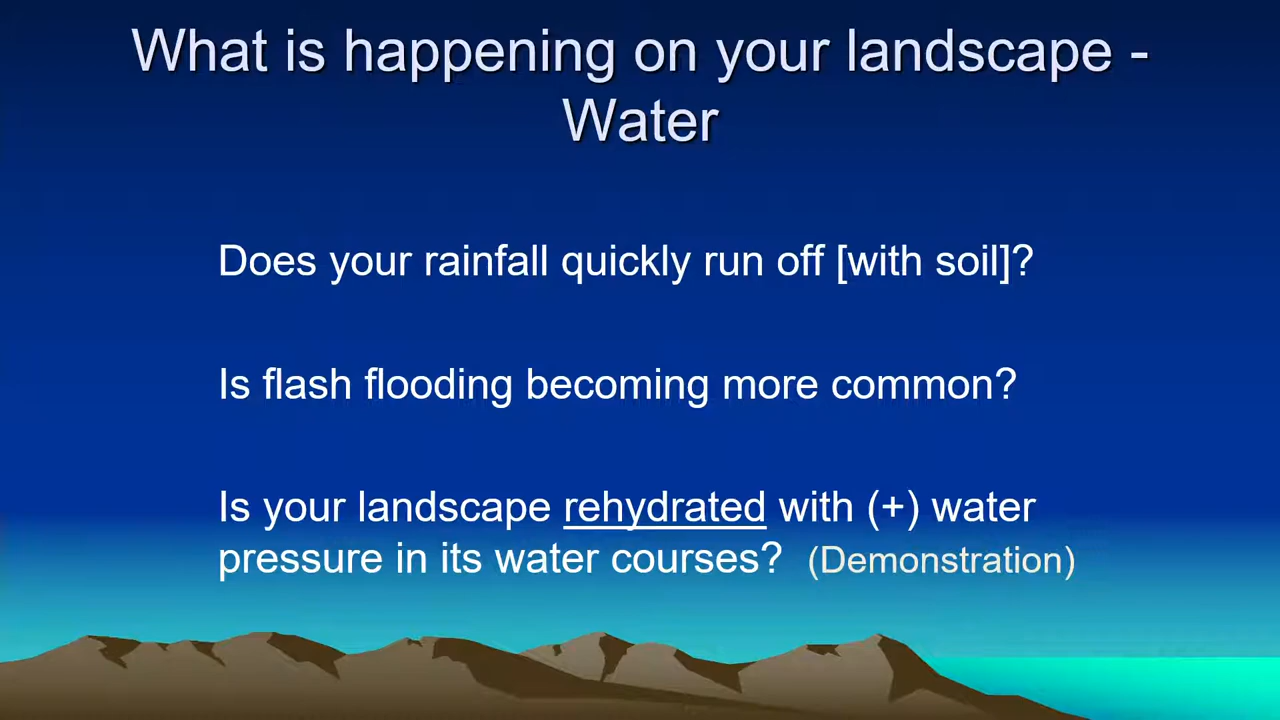 What is happening on your landscape -
Water
Does your rainfall quickly run off [with soil]?
Is flash flooding becoming more common?
Is your landscape rehydrated with (+) water
pressure in its water courses? (Demonstration)